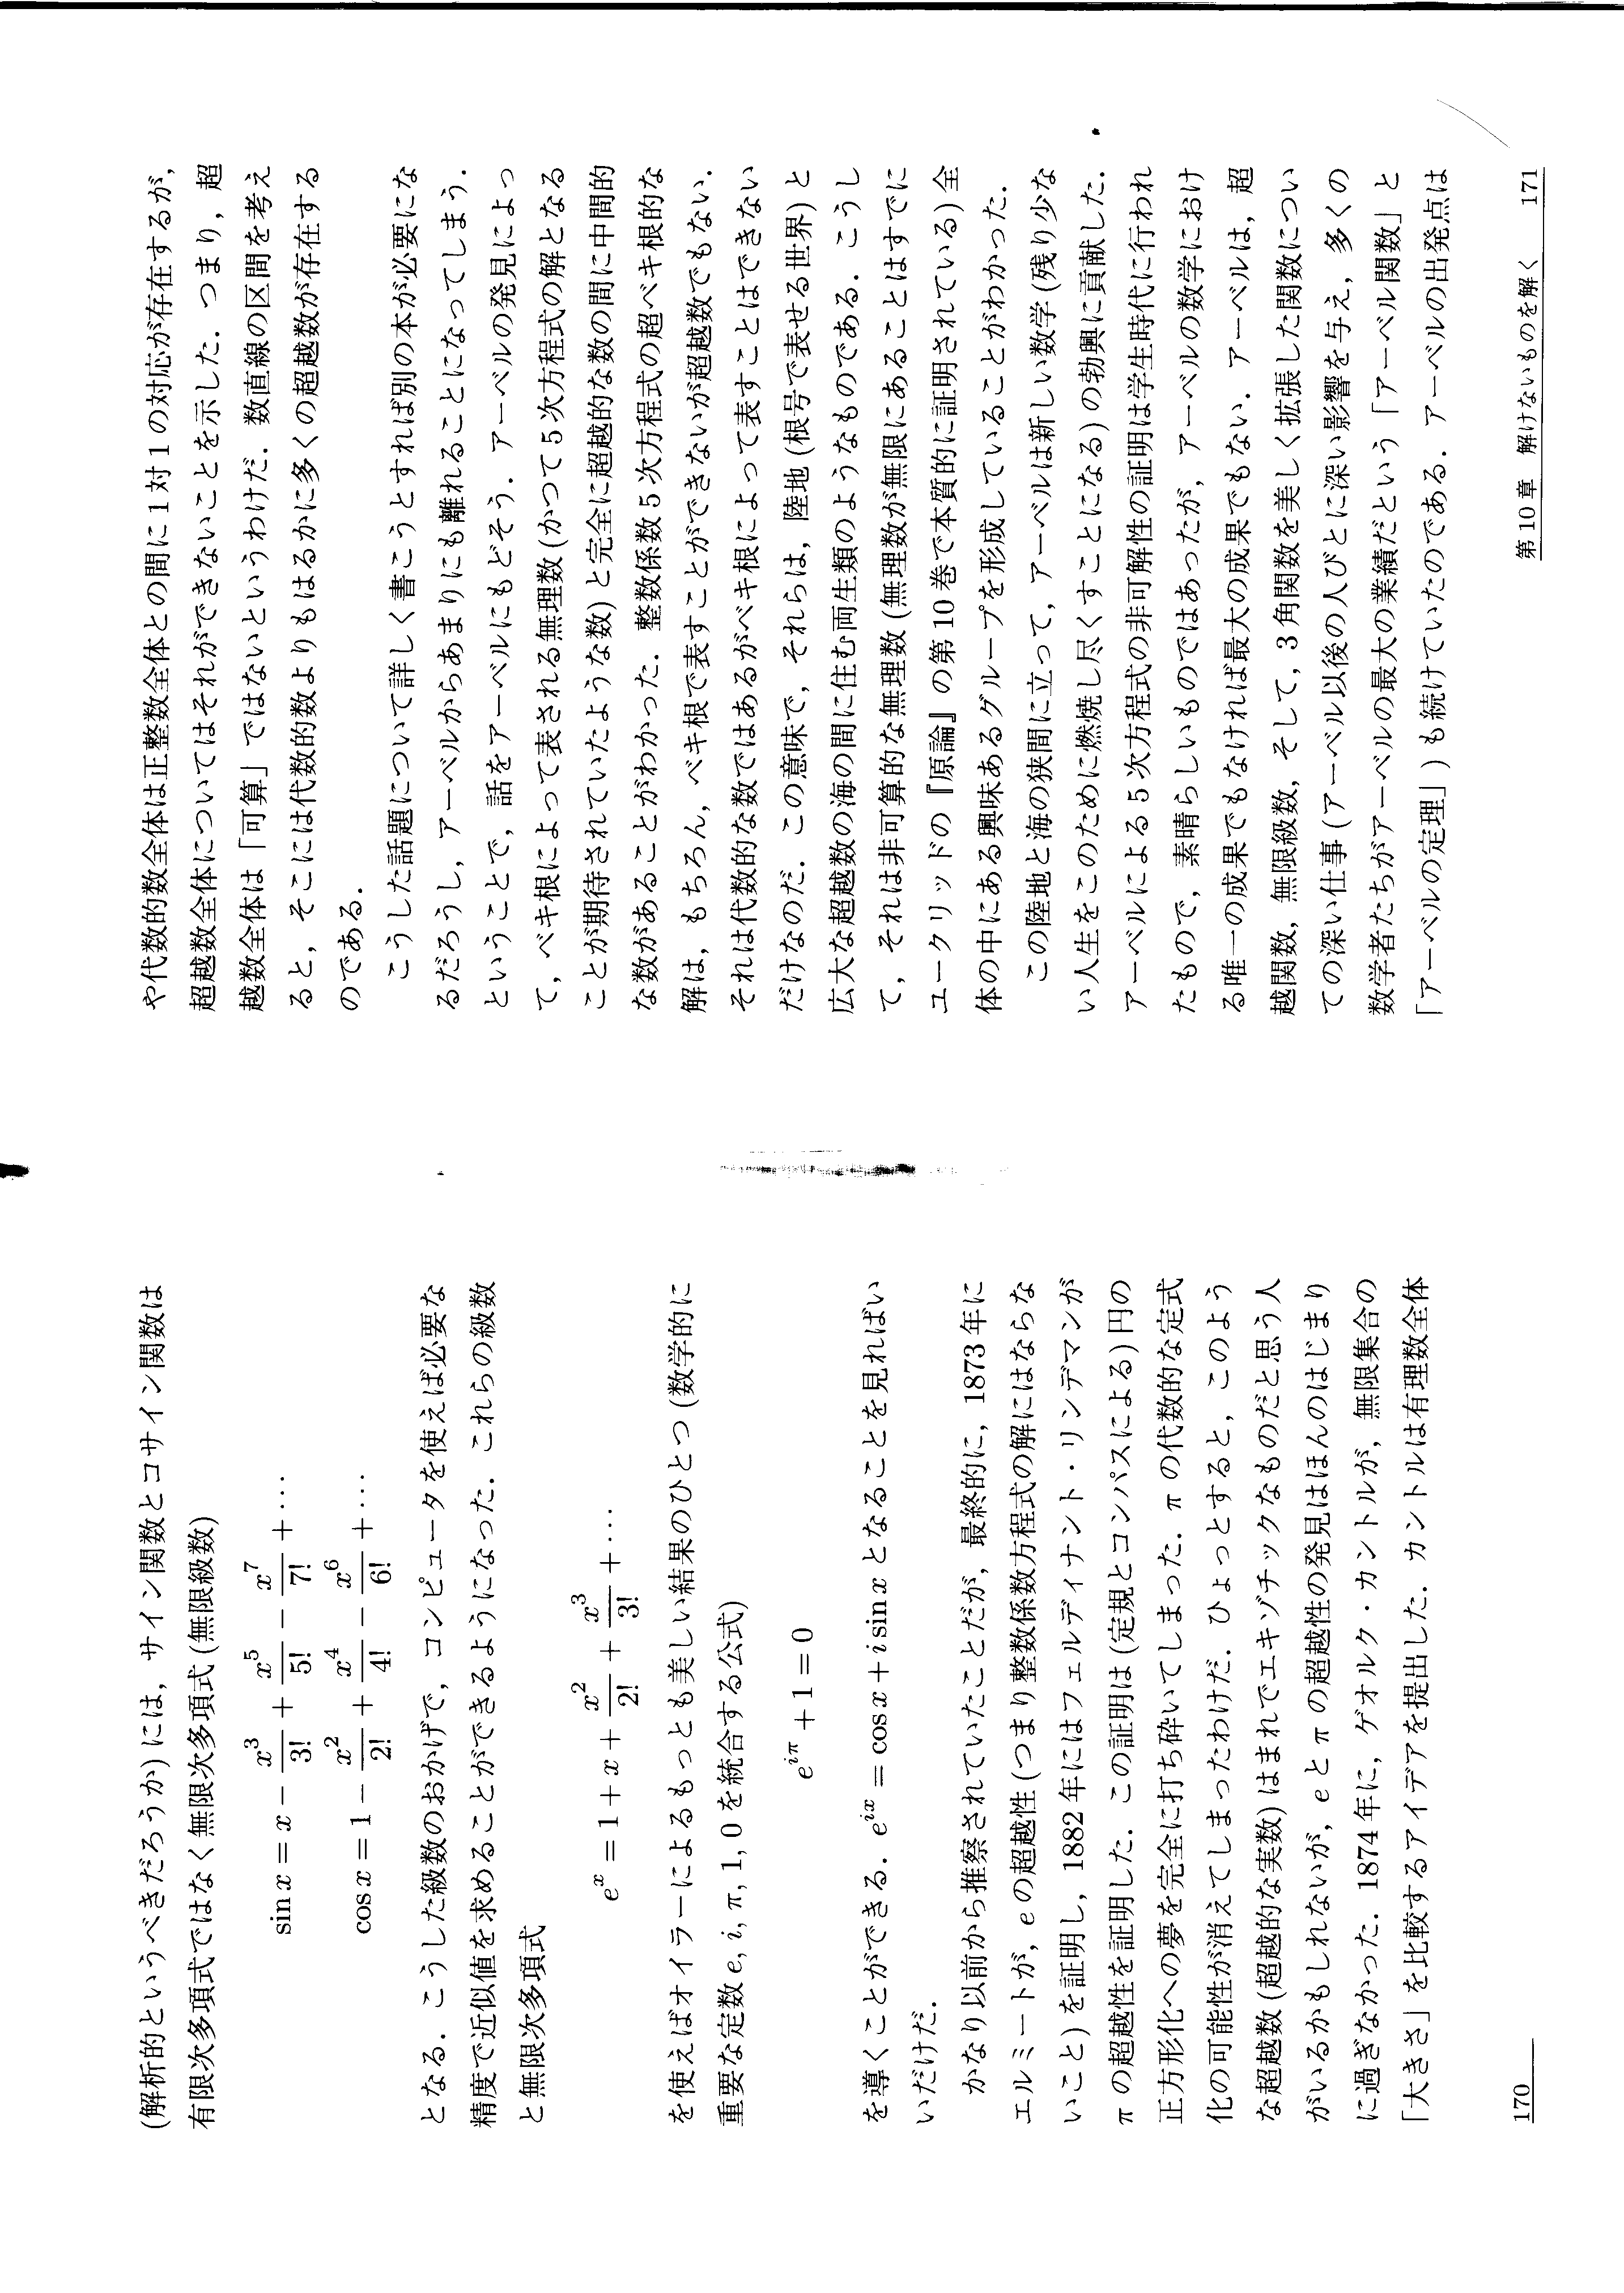 (解析的というべきだろうか)には，サイン関数とコサイン関数は
有限次多項式ではなく無限次多項式(無限級数)
sin x = x − x^3/3! + x^5/5! − x^7/7! + ···
cos x = 1 − x^2/2! + x^4/4! − x^6/6! + ···
となる．こうした級数のおかげで，コンピュータを使えば必要な
精度で近似値を求めることができるようになった．これらの級数
と無限次多項式
e^x = 1 + x + x^2/2! + x^3/3! + ····
を使えばオイラーによるもっとも美しい結果のひとつ(数学的に
重要な定数 e, i, π, 1, 0 を統合する公式)
e^{iπ} + 1 = 0
を導くことができる．e^{ix} = cos x + i sin x となることを見ればい
いだけだ．
かなり以前から推察されていたことだが，最終的に，1873年に
エルミートが，e の超越性(つまり整数係数方程式の解にはならな
いこと)を証明し，1882年にはフェルディナント・リンデマンが
π の超越性を証明した．この証明は(定規とコンパスによる)円の
正方形化への夢を完全に打ち砕いてしまった．π の代数的な定式
化の可能性が消えてしまったわけだ．ひょっとすると，このよう
な超越数(超越的な実数)はまれでエキゾチックなものだと思う人
がいるかもしれないが，e と π の超越性の発見はほんのはじまり
に過ぎなかった．1874年に，ゲオルク・カントルが，無限集合の
「大きさ」を比較するアイデアを提出した．カントルは有理数全体
170
や代数的数全体は正整数全体との間に1対1の対応が存在するが，
超越数全体についてはそれができないことを示した．つまり，超
越数全体は「可算」ではないというわけだ．数直線の区間を考え
ると，そこには代数的数よりもはるかに多くの超越数が存在する
のである．
こうした話題について詳しく書こうとすれば別の本が必要にな
るだろうし，アーベルからあまりにも離れることになってしまう．
ということで，話をアーベルにもどそう．アーベルの発見によっ
て，ベキ根によって表される無理数(かつて5次方程式の解となる
ことが期待されていたような数)と完全に超越的な数の間に中間的
な数があることがわかった．整数係数5次方程式の超ベキ根的な
解は，もちろん，ベキ根で表すことができないが超越数でもない．
それは代数的な数ではあるがベキ根によって表すことはできない
だけなのだ．この意味で，それらは，陸地(根号で表せる世界)と
広大な超越数の海の間に住む両生類のようなものである．こうし
て，それは非可算的な無理数(無理数が無限にあることはすでに
ユークリッドの『原論』の第10巻で本質的に証明されている)全
体の中にある興味あるグループを形成していることがわかった．
この陸地と海の狭間に立って，アーベルは新しい数学(残り少な
い人生をこのために燃焼し尽くすことになる)の勃興に貢献した．
アーベルによる5次方程式の非可解性の証明は学生時代に行われ
たもので，素晴らしいものではあったが，アーベルの数学におけ
る唯一の成果でもなければ最大の成果でもない．アーベルは，超
越関数，無限級数，そして，3角関数を美しく拡張した関数につい
ての深い仕事(アーベル以後の人びとに深い影響を与え，多くの
数学者たちがアーベルの最大の業績だという「アーベル関数」と
「アーベルの定理」)も続けていたのである．アーベルの出発点は
第10章 解けないものを解く 171